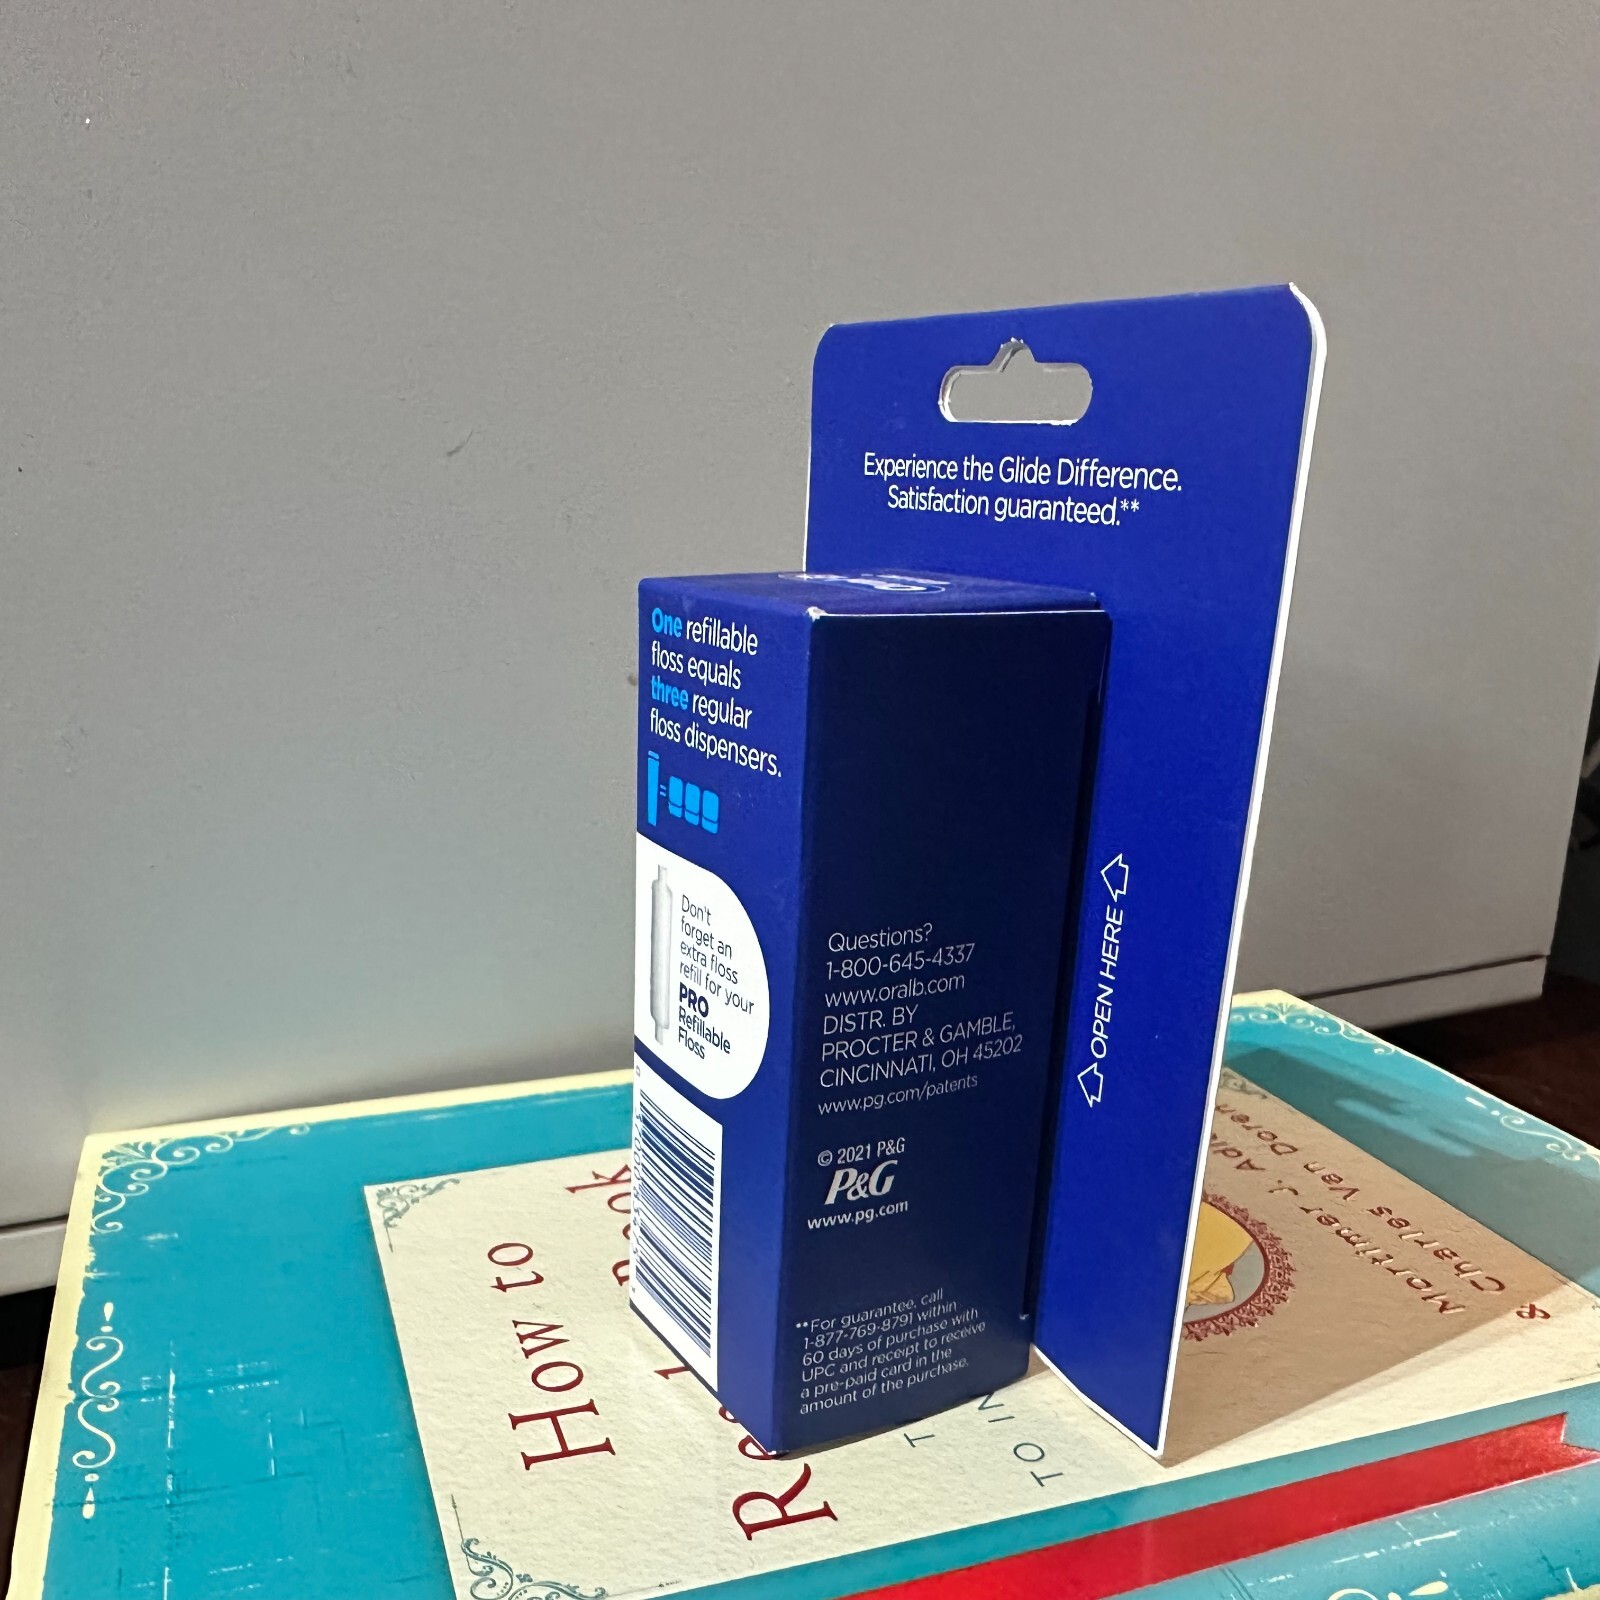 Experience the Glide Difference.
Satisfaction guaranteed.**
One refillable
floss equals
three regular
floss dispensers.
=
Don't
forget an
extra floss
refill for your
PRO
Refillable
Floss
Questions?
1-800-645-4337
www.oralb.com
DISTR. BY
PROCTER & GAMBLE,
CINCINNATI, OH 45202
www.pg.com/patents
© 2021 P&G
P&G
www.pg.com
**For guarantee, call
1-877-769-8791 within
60 days of purchase with
UPC and receipt to receive
a pre-paid card in the
amount of the purchase.
OPEN HERE
How to
Mortimer J.
& Charles Van Doren
TO